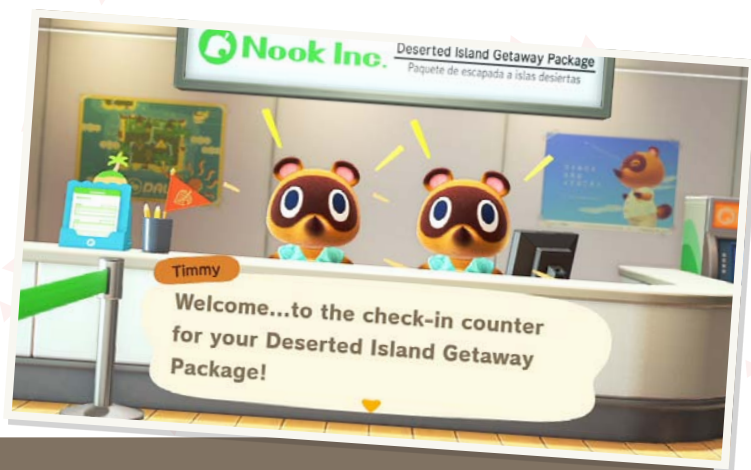 Nook Inc.
Deserted Island Getaway Package
Paquete de escapada a islas desiertas
DAL
Timmy
Welcome...to the check-in counter
for your Deserted Island Getaway
Package!